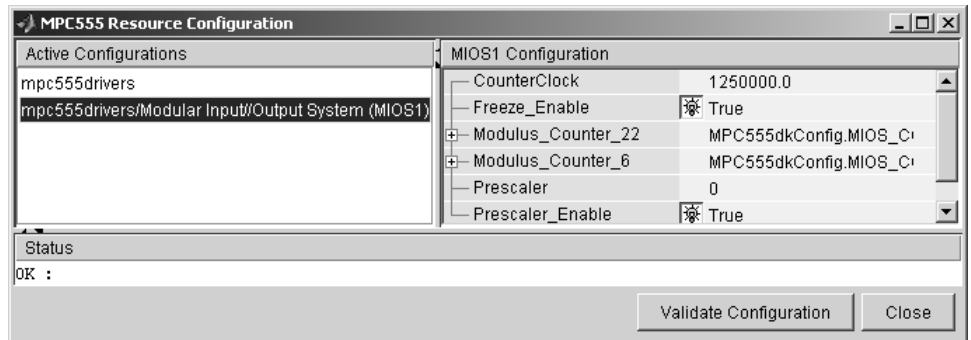 MPC555 Resource Configuration
Active Configurations
mpc555drivers
mpc555drivers/Modular Input//Output System (MIOS1)
MIOS1 Configuration
CounterClock 1250000.0
Freeze_Enable True
Modulus_Counter_22 MPC555dkConfig.MIOS_C
Modulus_Counter_6 MPC555dkConfig.MIOS_C
Prescaler 0
Prescaler_Enable True
Status
OK :
Validate Configuration Close